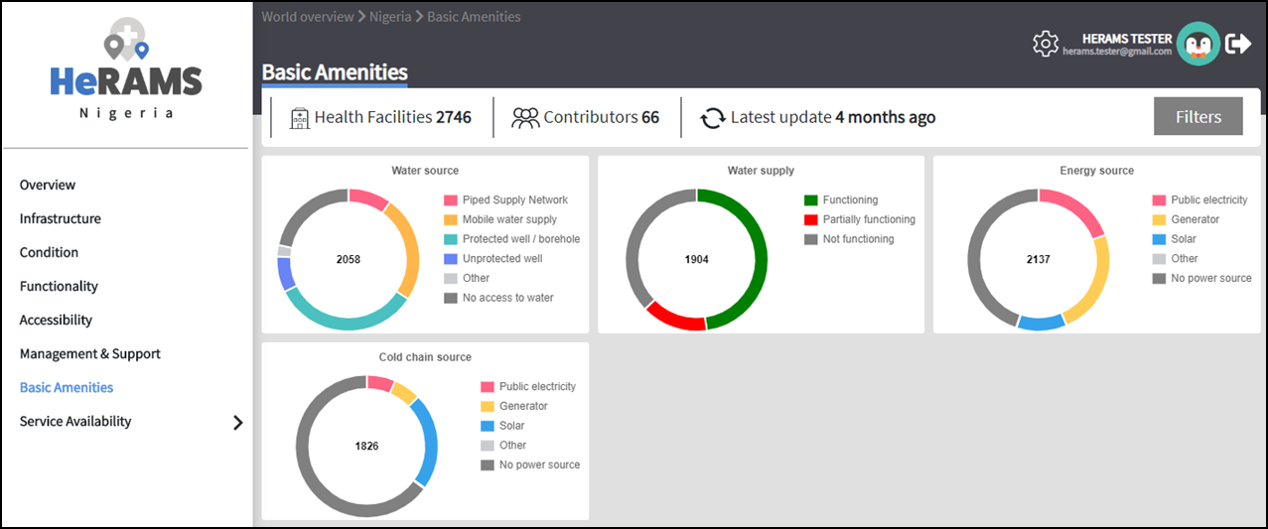 HeRAMS
Nigeria
Overview
Infrastructure
Condition
Functionality
Accessibility
Management & Support
Basic Amenities
Service Availability
World overview > Nigeria > Basic Amenities
HERAMS TESTER
herams.tester@gmail.com
Basic Amenities
Health Facilities 2746
Contributors 66
Latest update 4 months ago
Filters
Water source
2058
Piped Supply Network
Mobile water supply
Protected well / borehole
Unprotected well
Other
No access to water
Water supply
1904
Functioning
Partially functioning
Not functioning
Energy source
2137
Public electricity
Generator
Solar
Other
No power source
Cold chain source
1826
Public electricity
Generator
Solar
Other
No power source